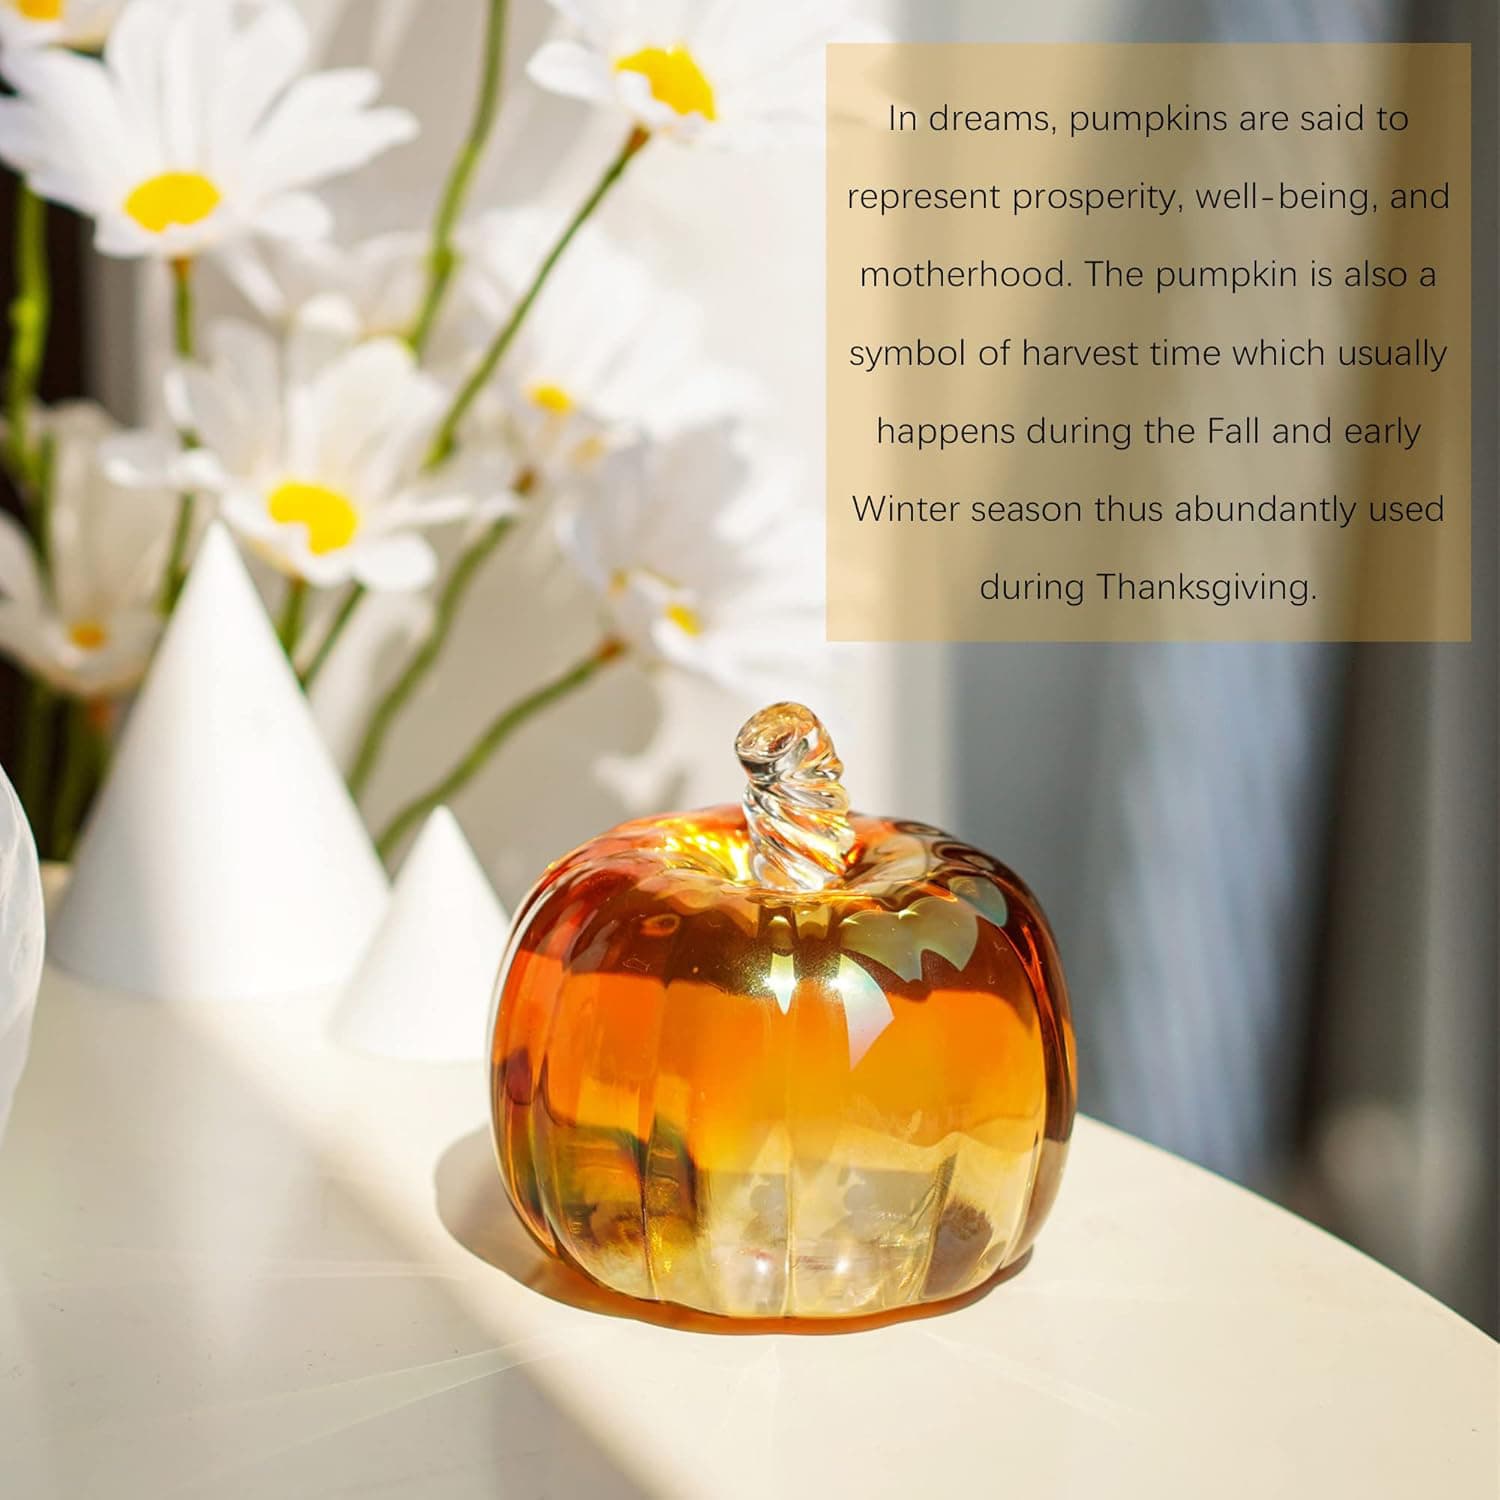 In dreams, pumpkins are said to
represent prosperity, well-being, and
motherhood. The pumpkin is also a
symbol of harvest time which usually
happens during the Fall and early
Winter season thus abundantly used
during Thanksgiving.